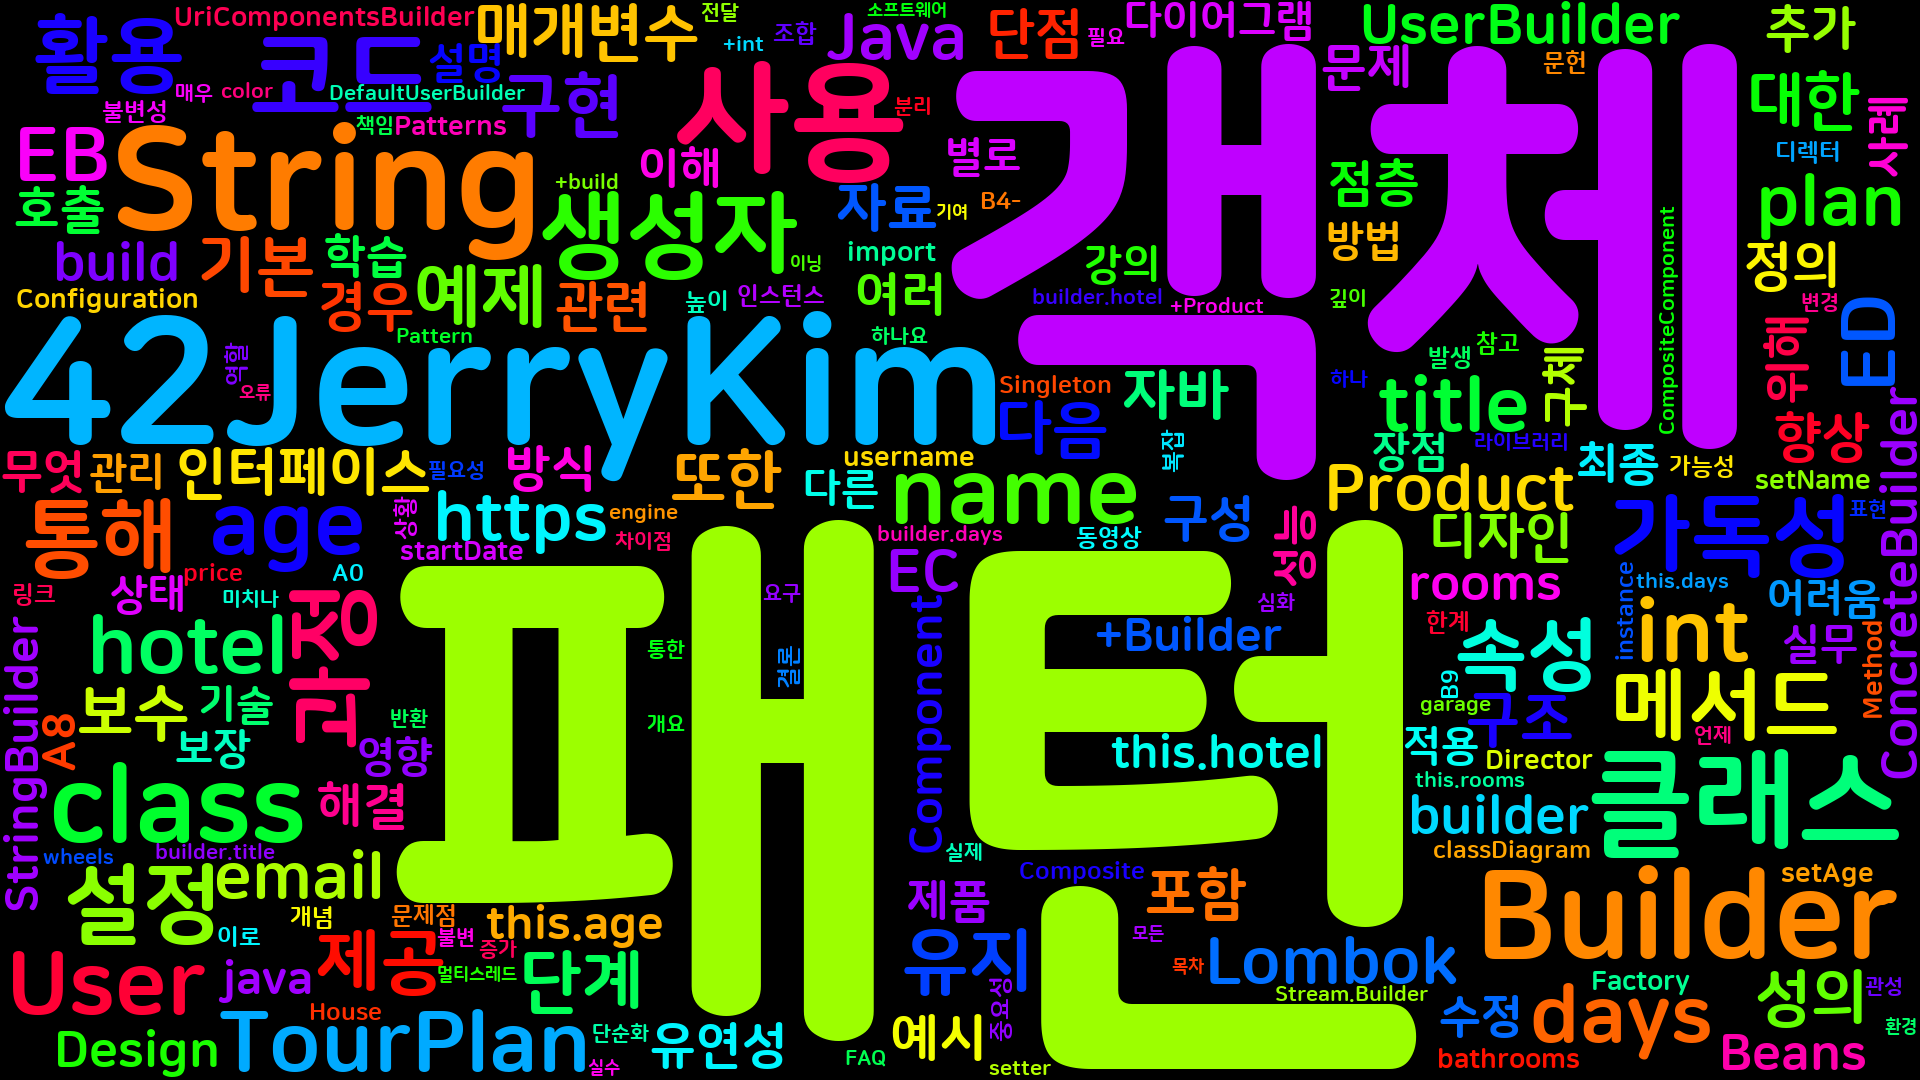 UriComponentsBuilder
매개변수
전달
소프트웨어
다이어그램
UserBuilder
추가
활용
코드
설명
+int
조합
Java
단점
필요
문제
문헌
불변성
매우
color
DefaultUserBuilder
구현
사용
분리
객체
대한
사례
EB
String
책임
Patterns
이해
별로
점층
디렉터
호출
+build
생성자
자료
기여
B4-
plan
build
기본
학습
예제
경우
관련
이닝
import
여러
강의
방법
CompositeComponent
정의
ED
Configuration
Pattern
높이
인스턴스
builder.hotel
+Product
깊이
변경
위해
42JerryKim
역할
오류
하나요
Singleton
자바
다음
하나
발생
참고
구체
title
향상
ConcreteBuilder
무엇
관리
인터페이스
필요성
방식
또한
다른
username
복잡
장점
라이브러리
최종
가능성
setName
통해
age
상황
https
engine
차이점
startDate
name
builder.days
동영상
구성
성능
Product
디자인
가독성
표현
링크
price
A0
상태
미치나
과정
패턴
요구
EC
심화
rooms
한계
instance
this.days
어려움
StringBuilder
hotel
통한
결론
Component
+Builder
속성
int
실무
Method
보수
기술
반환
개요
B9
garage
구조
메서드
A8
보장
영향
this.hotel
적용
Director
언제
class
해결
this.rooms
builder
클래스
wheels
builder.title
실제
classDiagram
설정
email
Composite
제품
포함
Builder
setAge
개념
문제점
this.age
이로
불변
증가
모든
User
java
제공
멀티스레드
단계
유지
목차
Lombok
Stream.Builder
Factory
성의
관성
House
중요성
수정
days
환경
Design
TourPlan
단순화
실수
유연성
FAQ
예시
setter
bathrooms
Beans